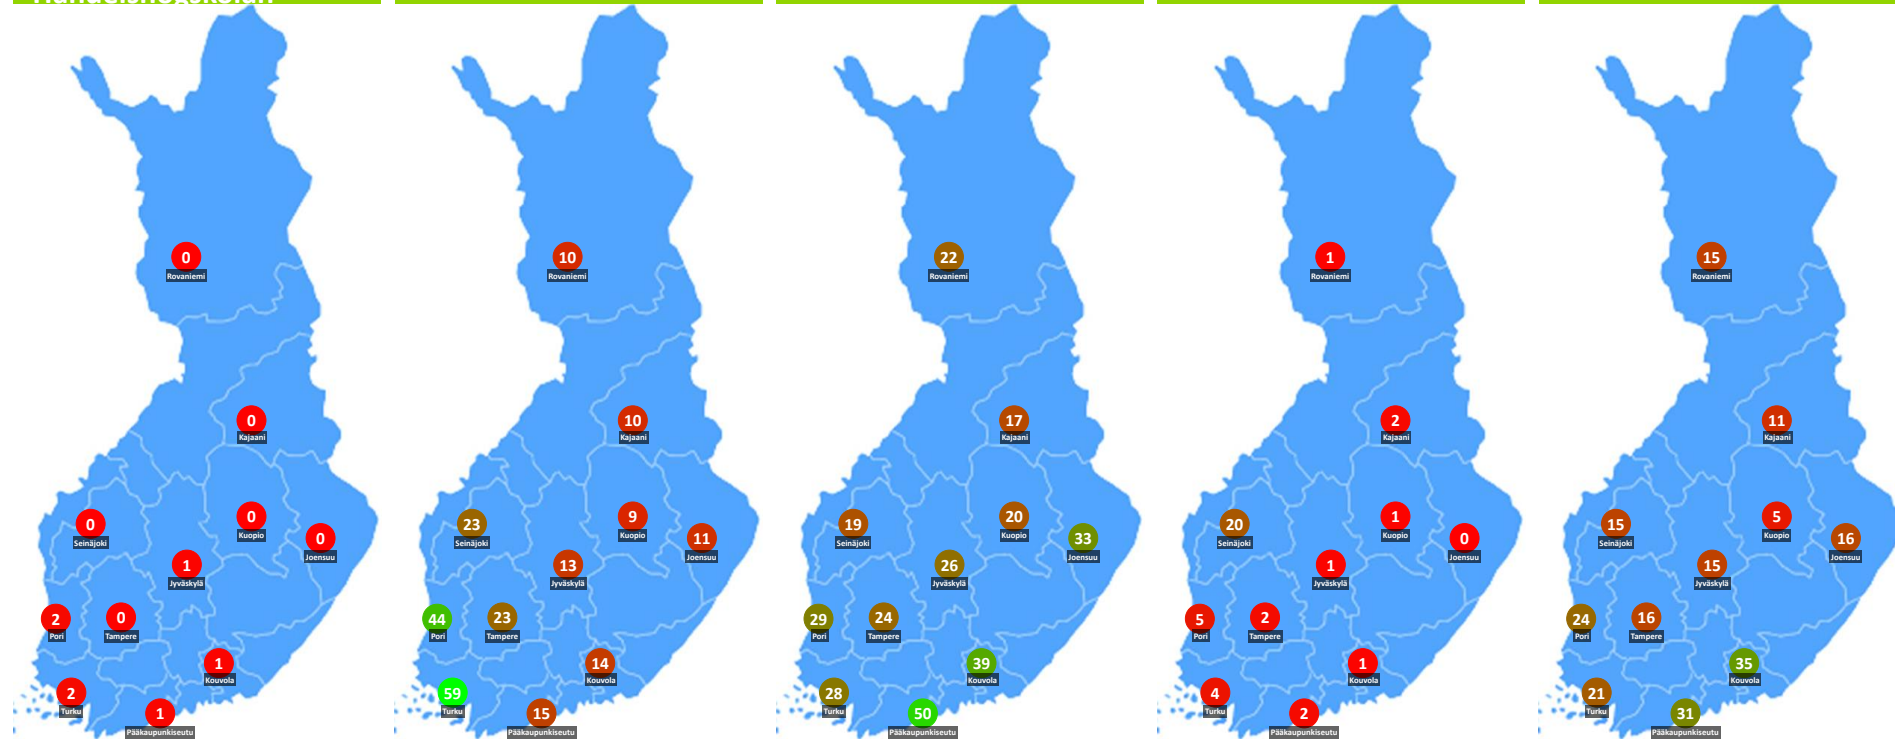 Handelshögskolan
0
Rovaniemi
0
Kajaani
0
Seinäjoki
0
Kuopio
0
Joensuu
1
Jyväskylä
2
Pori
0
Tampere
1
Kouvola
2
Turku
1
Pääkaupunkiseutu
10
Rovaniemi
10
Kajaani
23
Seinäjoki
9
Kuopio
11
Joensuu
13
Jyväskylä
44
Pori
23
Tampere
14
Kouvola
59
Turku
15
Pääkaupunkiseutu
22
Rovaniemi
17
Kajaani
19
Seinäjoki
20
Kuopio
33
Joensuu
26
Jyväskylä
29
Pori
24
Tampere
39
Kouvola
28
Turku
50
Pääkaupunkiseutu
1
Rovaniemi
2
Kajaani
20
Seinäjoki
1
Kuopio
0
Joensuu
1
Jyväskylä
5
Pori
2
Tampere
1
Kouvola
4
Turku
2
Pääkaupunkiseutu
15
Rovaniemi
11
Kajaani
15
Seinäjoki
5
Kuopio
16
Joensuu
15
Jyväskylä
24
Pori
16
Tampere
35
Kouvola
21
Turku
31
Pääkaupunkiseutu